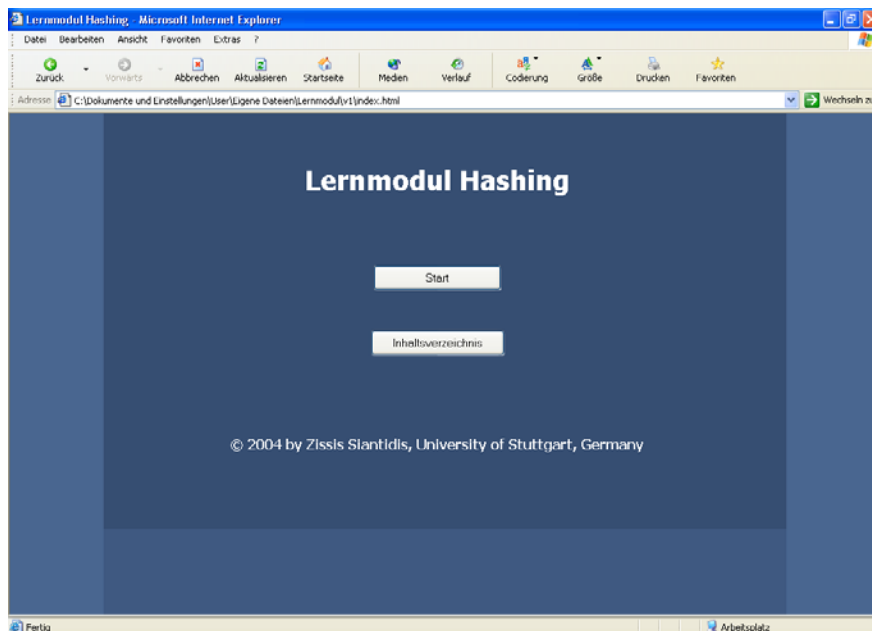 Lernmodul Hashing - Microsoft Internet Explorer
Datei Bearbeiten Ansicht Favoriten Extras ?
Zurück Vorwärts Abbrechen Aktualisieren Startseite Medien Verlauf Codierung Größe Drucken Favoriten
Adresse C:\Dokumente und Einstellungen\User\Eigene Dateien\Lernmodul\v1\index.html Wechseln zu
Lernmodul Hashing
Start
Inhaltsverzeichnis
© 2004 by Zissis Siantidis, University of Stuttgart, Germany
Fertig Arbeitsplatz